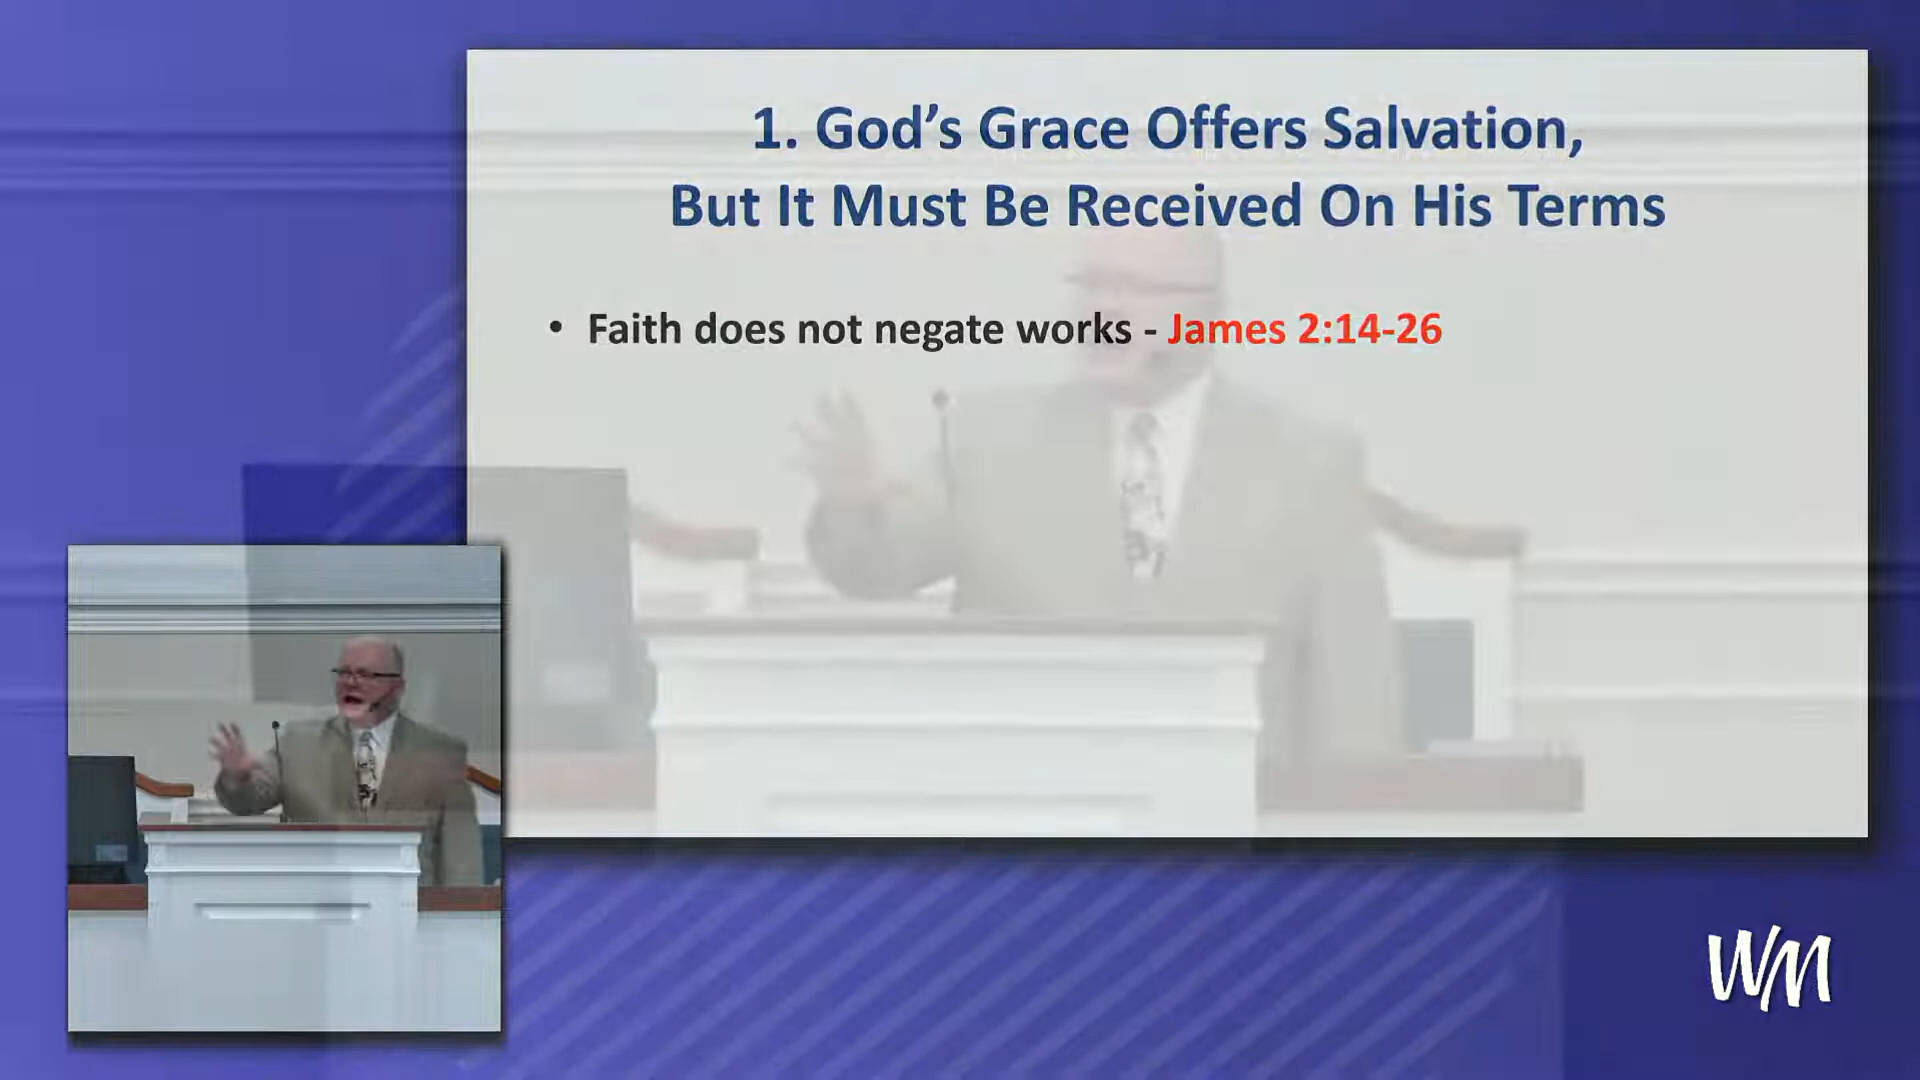 1. God’s Grace Offers Salvation,
But It Must Be Received On His Terms
• Faith does not negate works - James 2:14-26
WM